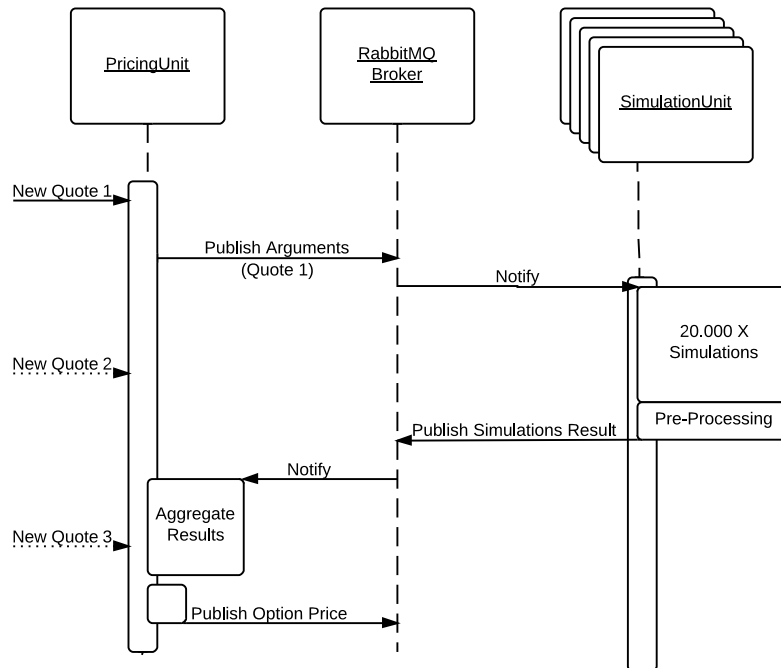 PricingUnit
RabbitMQ
Broker
SimulationUnit
New Quote 1
Publish Arguments
(Quote 1)
Notify
20.000 X
Simulations
New Quote 2
Pre-Processing
Publish Simulations Result
Notify
Aggregate
Results
New Quote 3
Publish Option Price